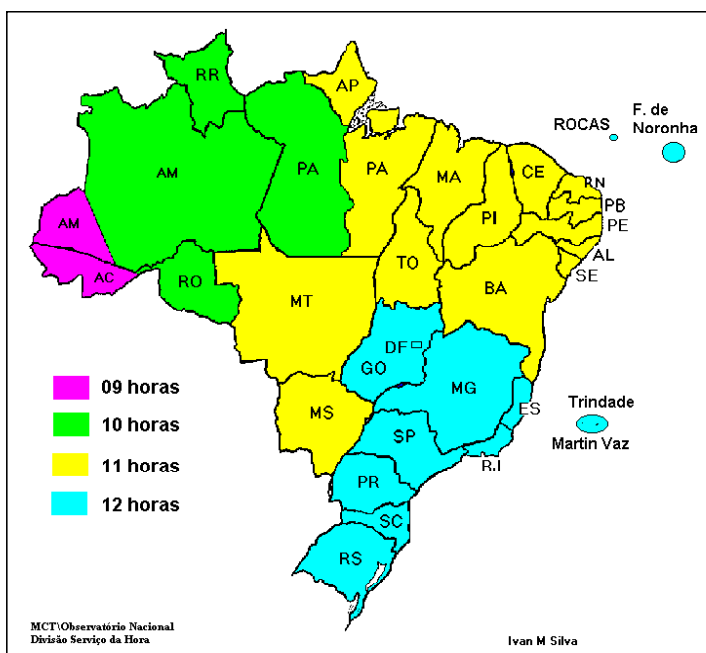 RR
AP
ROCAS
F. de
Noronha
AM
PA
PA
MA
CE
RN
PB
PE
AL
SE
PI
AM
AC
RO
TO
BA
MT
DF
GO
MG
ES
Trindade
Martin Vaz
MS
SP
RJ
PR
SC
RS
09 horas
10 horas
11 horas
12 horas
MCT\Observatório Nacional
Divisão Serviço da Hora
Ivan M Silva